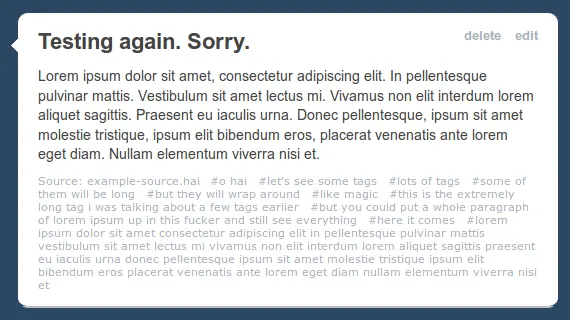 Testing again. Sorry.
delete edit
Lorem ipsum dolor sit amet, consectetur adipiscing elit. In pellentesque
pulvinar mattis. Vestibulum sit amet lectus mi. Vivamus non elit interdum lorem
aliquet sagittis. Praesent eu iaculis urna. Donec pellentesque, ipsum sit amet
molestie tristique, ipsum elit bibendum eros, placerat venenatis ante lorem
eget diam. Nullam elementum viverra nisi et.
Source: example-source.hai #o hai #let's see some tags #lots of tags #some of
them will be long #but they will wrap around #like magic #this is the extremely
long tag i was talking about a few tags earlier #but you could put a whole paragraph
of lorem ipsum up in this fucker and still see everything #here it comes #lorem
ipsum dolor sit amet consectetur adipiscing elit in pellentesque pulvinar mattis
vestibulum sit amet lectus mi vivamus non elit interdum lorem aliquet sagittis praesent
eu iaculis urna donec pellentesque ipsum sit amet molestie tristique ipsum elit
bibendum eros placerat venenatis ante lorem eget diam nullam elementum viverra nisi
et